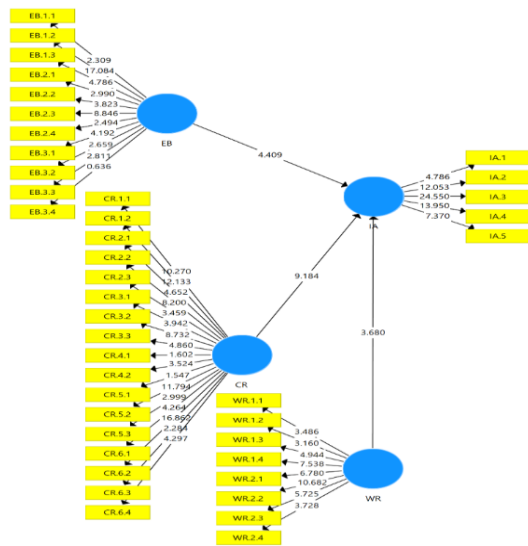 EB.1.1
EB.1.2
EB.1.3
EB.2.1
EB.2.2
EB.2.3
EB.2.4
EB.3.1
EB.3.2
EB.3.3
EB.3.4
2.309
17.084
4.786
2.990
3.823
8.846
2.494
4.192
2.659
2.811
0.636
EB
4.409
IA.1
IA.2
IA.3
IA.4
IA.5
4.786
12.053
24.550
13.950
7.370
IA
CR.1.1
CR.1.2
CR.2.1
CR.2.2
CR.2.3
CR.3.1
CR.3.2
CR.3.3
CR.4.1
CR.4.2
CR.5.1
CR.5.2
CR.5.3
CR.6.1
CR.6.2
CR.6.3
CR.6.4
10.270
12.133
4.652
8.200
3.459
3.942
8.732
4.860
1.602
3.524
1.547
11.794
2.999
4.264
16.862
2.284
4.297
CR
9.184
3.680
WR.1.1
WR.1.2
WR.1.3
WR.1.4
WR.2.1
WR.2.2
WR.2.3
WR.2.4
3.486
3.160
4.944
7.538
6.780
10.682
5.725
3.728
WR